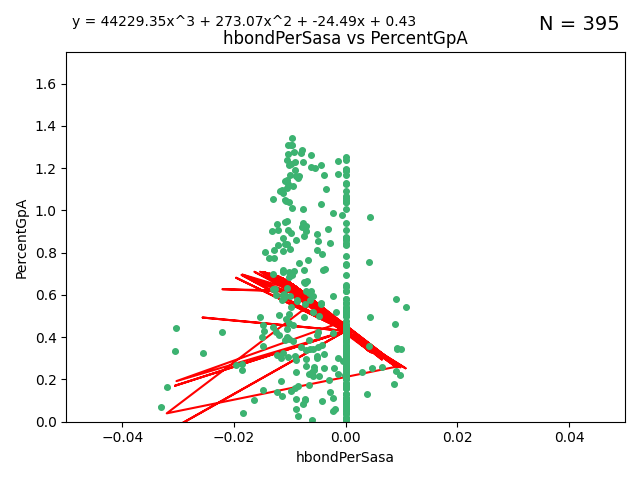 y = 44229.35x^3 + 273.07x^2 + -24.49x + 0.43
N = 395
hbondPerSasa vs PercentGpA
1.6
1.4
1.2
1.0
0.8
0.6
0.4
0.2
0.0
PercentGpA
−0.04 −0.02 0.00 0.02 0.04
hbondPerSasa